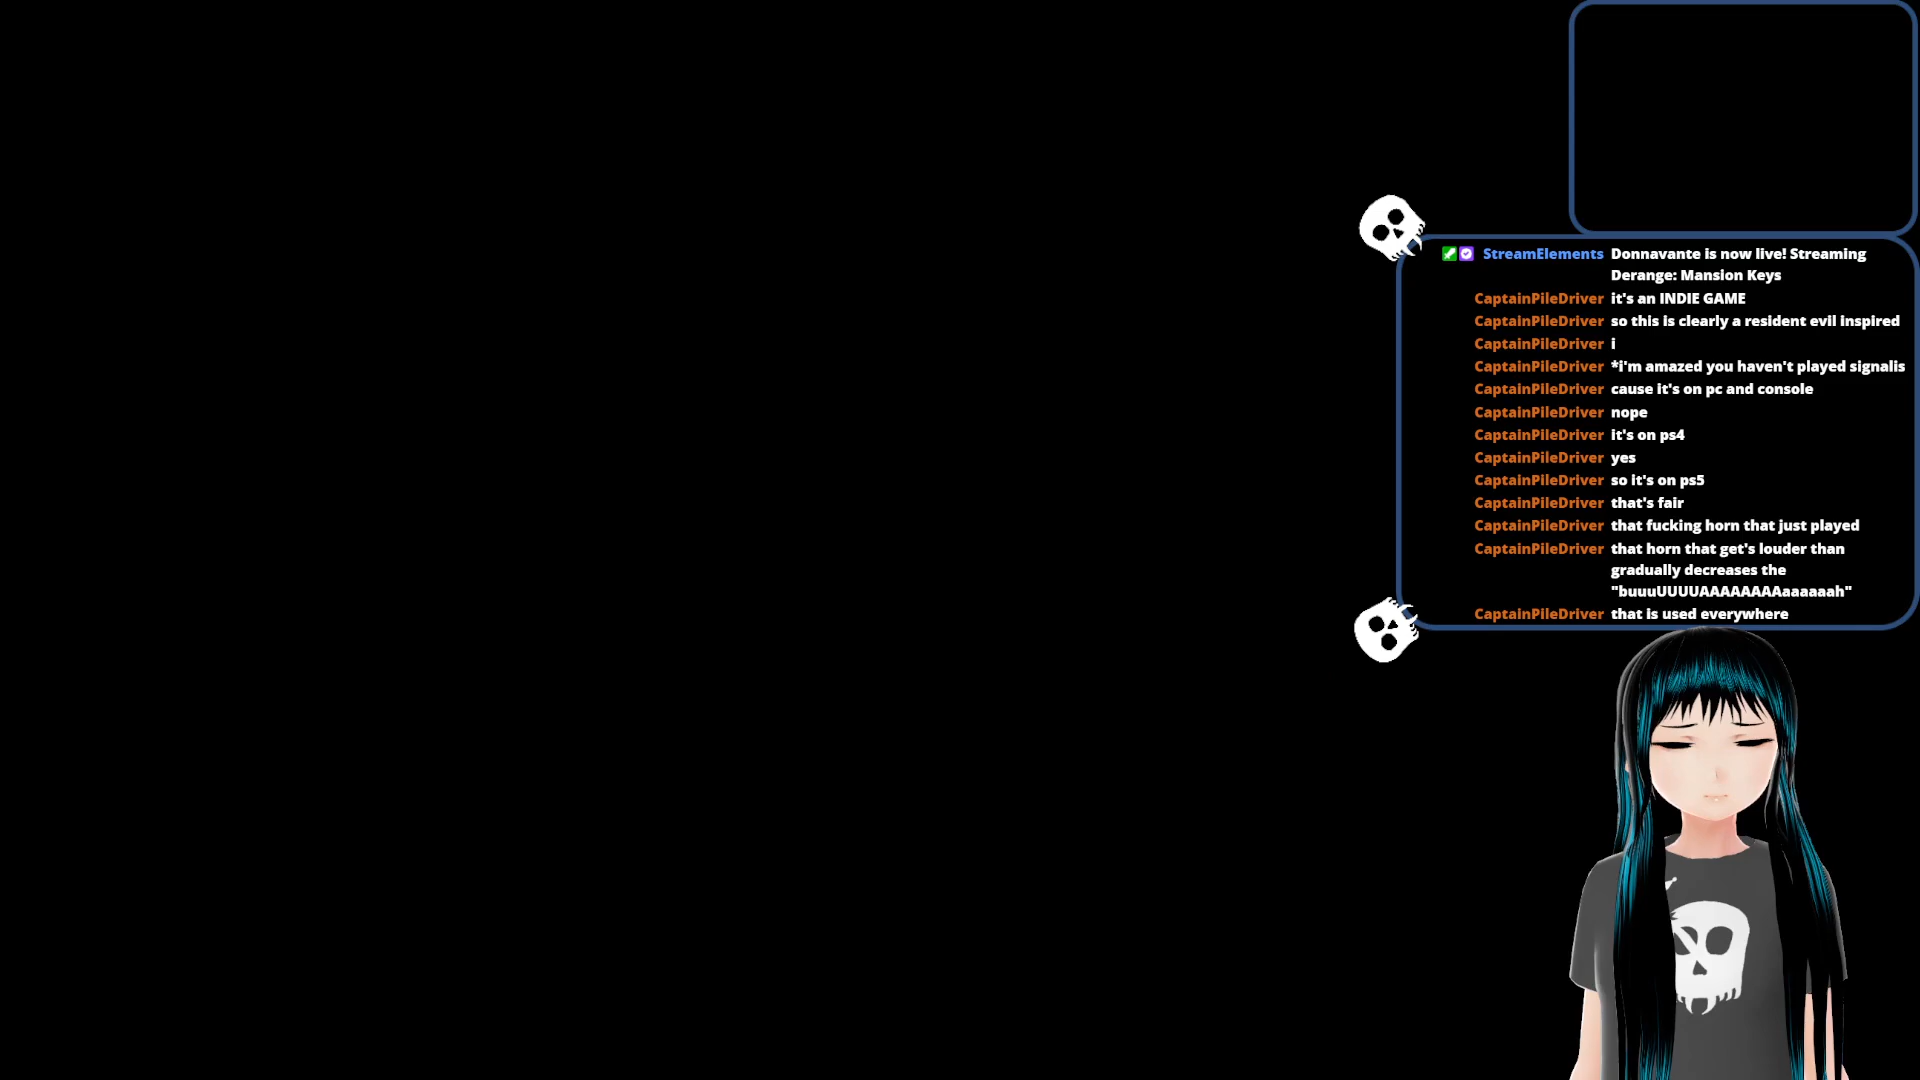 StreamElements Donnavante is now live! Streaming
Derange: Mansion Keys
CaptainPileDriver it's an INDIE GAME
CaptainPileDriver so this is clearly a resident evil inspired
CaptainPileDriver i
CaptainPileDriver *i'm amazed you haven't played signalis
CaptainPileDriver cause it's on pc and console
CaptainPileDriver nope
CaptainPileDriver it's on ps4
CaptainPileDriver yes
CaptainPileDriver so it's on ps5
CaptainPileDriver that's fair
CaptainPileDriver that fucking horn that just played
CaptainPileDriver that horn that get's louder than
gradually decreases the
"buuuUUUUAAAAAAAAaaaaaah"
CaptainPileDriver that is used everywhere